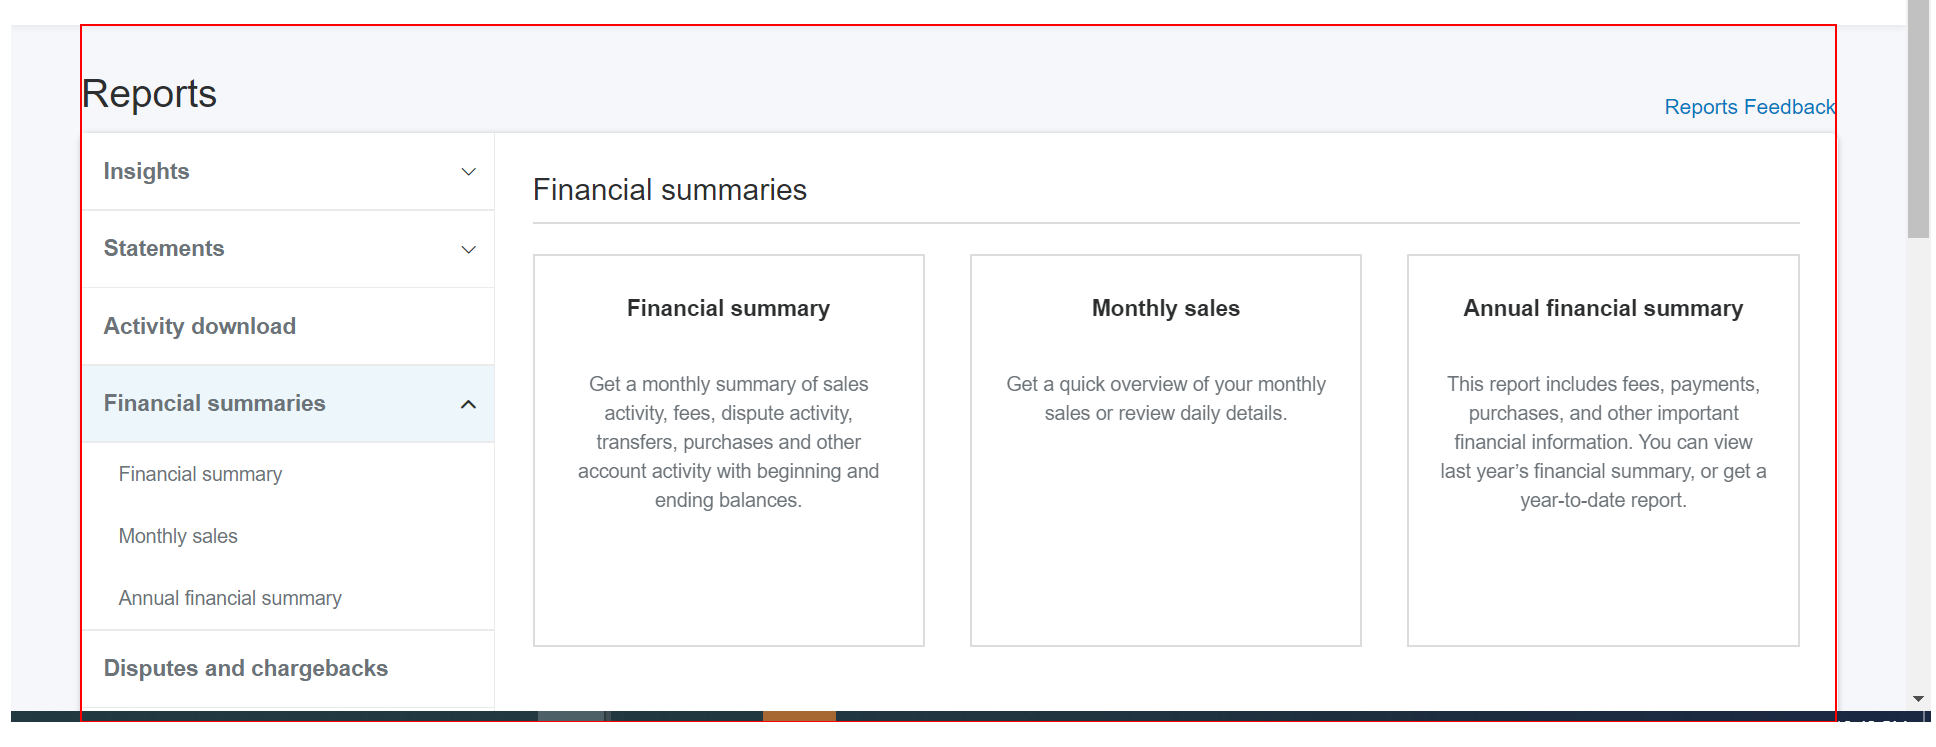 Reports
Reports Feedback
Insights
Statements
Activity download
Financial summaries
Financial summary
Monthly sales
Annual financial summary
Disputes and chargebacks
Financial summaries
Financial summary
Get a monthly summary of sales
activity, fees, dispute activity,
transfers, purchases and other
account activity with beginning and
ending balances.
Monthly sales
Get a quick overview of your monthly
sales or review daily details.
Annual financial summary
This report includes fees, payments,
purchases, and other important
financial information. You can view
last year’s financial summary, or get a
year-to-date report.